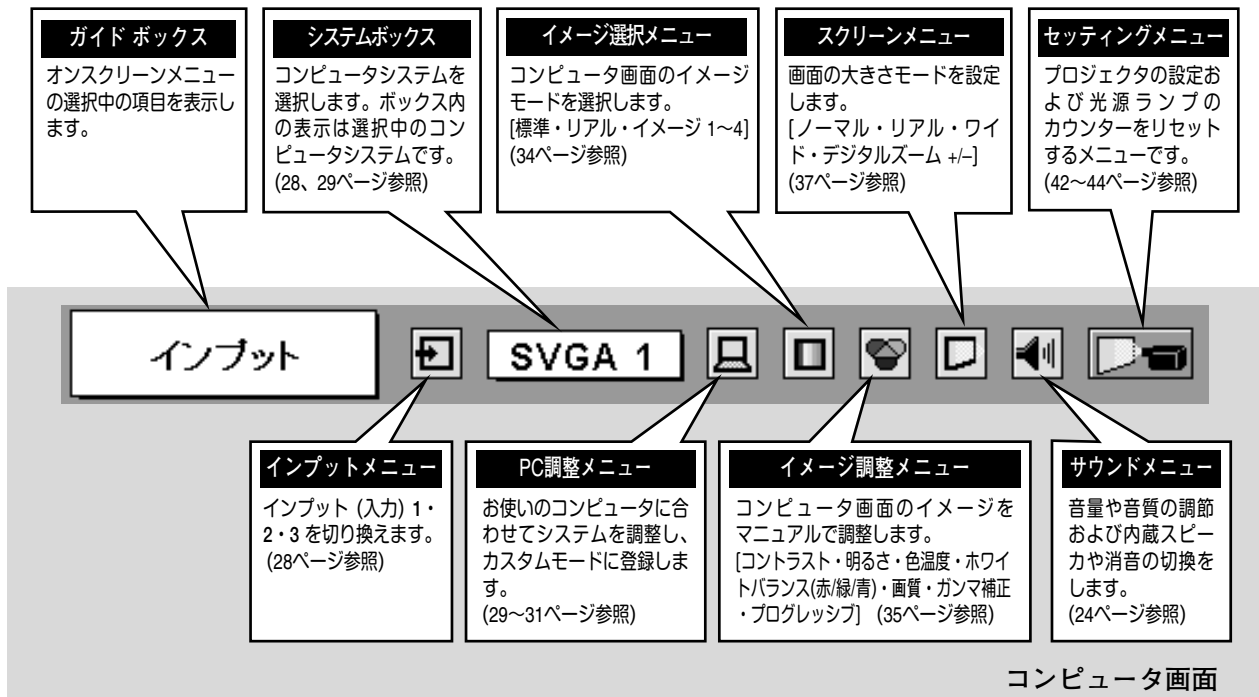 ガイド ボックス
オンスクリーンメニュー
の選択中の項目を表示し
ます。
システムボックス
コンピュータシステムを
選択します。ボックス内
の表示は選択中のコン
ピュータシステムです。
(28、29ページ参照)
イメージ選択メニュー
コンピュータ画面のイメージ
モードを選択します。
[標準・リアル・イメージ 1〜4]
(34ページ参照)
スクリーンメニュー
画面の大きさモードを設定
します。
[ノーマル・リアル・ワイ
ド・デジタルズーム +/–]
(37ページ参照)
セッティングメニュー
プロジェクタの設定お
よび光源ランプの
カウンターをリセット
するメニューです。
(42〜44ページ参照)
インプット
SVGA 1
インプットメニュー
インプット (入力) 1・
2・3 を切り換えます。
(28ページ参照)
PC調整メニュー
お使いのコンピュータに合
わせてシステムを調整し、
カスタムモードに登録しま
す。
(29〜31ページ参照)
イメージ調整メニュー
コンピュータ画面のイメージを
マニュアルで調整します。
[コントラスト・明るさ・色温度・ホワイ
トバランス(赤/緑/青)・画質・ガンマ補正
・プログレッシブ] (35ページ参照)
サウンドメニュー
音量や音質の調節
および内蔵スピー
カや消音の切換を
します。
(24ページ参照)
コンピュータ画面